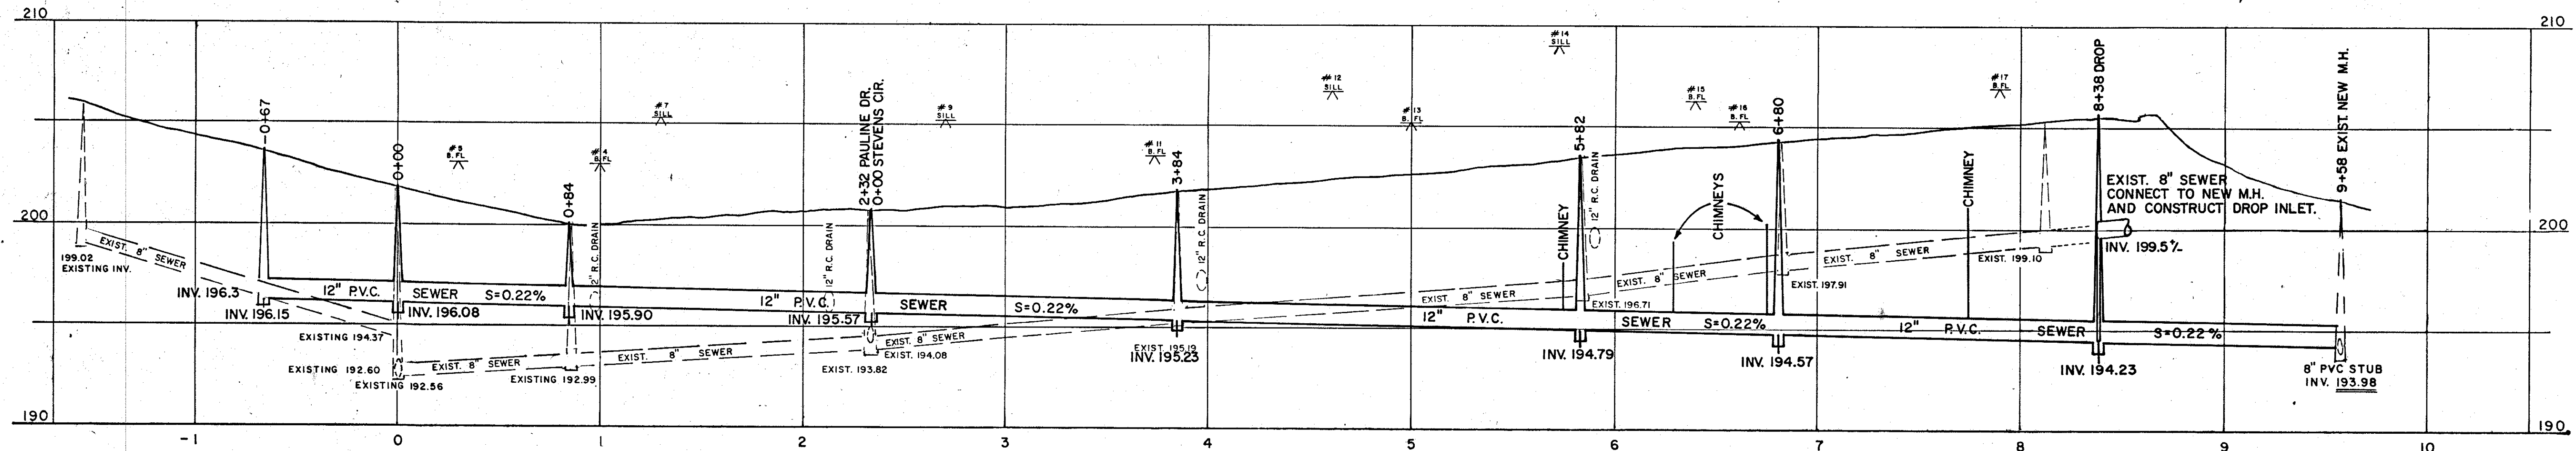 210
210
#14
SILL
#12
SILL
#17
B.FL
#15
B.FL
#7
SILL
#9
SILL
#13
B.FL
#16
B.FL
#5
B.FL
#4
B.FL
#11
B.FL
-0+67
0+00
0+84
2+32 PAULINE DR.
0+00 STEVENS CIR.
3+84
5+82
6+80
8+38 DROP
9+58 EXIST. NEW M.H.
12" R.C. DRAIN
12" R.C. DRAIN
12" R.C. DRAIN
12" R.C. DRAIN
CHIMNEY
CHIMNEYS
CHIMNEY
200
200
EXIST. 8" SEWER
CONNECT TO NEW M.H.
AND CONSTRUCT DROP INLET.
INV. 199.5+/-
199.02
EXISTING INV.
EXIST. 8" SEWER
INV. 196.3
INV. 196.15
12" P.V.C. SEWER S=0.22%
INV. 196.08
INV. 195.90
12" P.V.C. SEWER S=0.22%
INV. 195.57
EXISTING 194.37
EXISTING 192.60
EXISTING 192.56
EXIST. 8" SEWER
EXISTING 192.99
EXIST. 8" SEWER
EXIST. 8" SEWER
EXIST. 194.08
EXIST. 193.82
EXIST 195.19
INV. 195.23
EXIST. 8" SEWER
EXIST. 8" SEWER
EXIST. 196.71
EXIST. 8" SEWER
EXIST. 8" SEWER
EXIST. 197.91
EXIST. 199.10
12" P.V.C. SEWER S=0.22%
12" P.V.C. SEWER S=0.22%
INV. 194.79
INV. 194.57
INV. 194.23
8" PVC STUB
INV. 193.98
190
190
-1 0 1 2 3 4 5 6 7 8 9 10